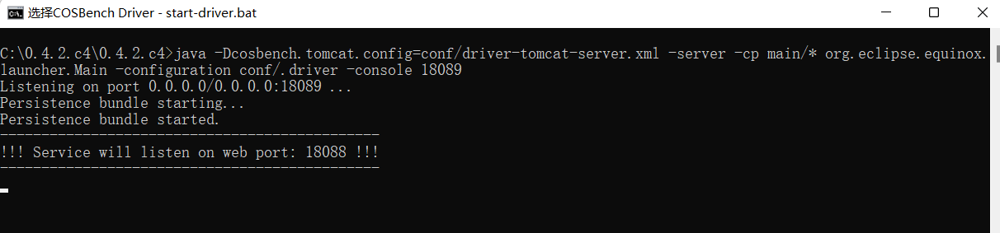 选择COSBench Driver - start-driver.bat
C:\0.4.2.c4\0.4.2.c4>java -Dcosbench.tomcat.config=conf/driver-tomcat-server.xml -server -cp main/* org.eclipse.equinox.
launcher.Main -configuration conf/.driver -console 18089
Listening on port 0.0.0.0/0.0.0.0:18089 ...
Persistence bundle starting...
Persistence bundle started.
----------------------------------------------
!!! Service will listen on web port: 18088 !!!
----------------------------------------------